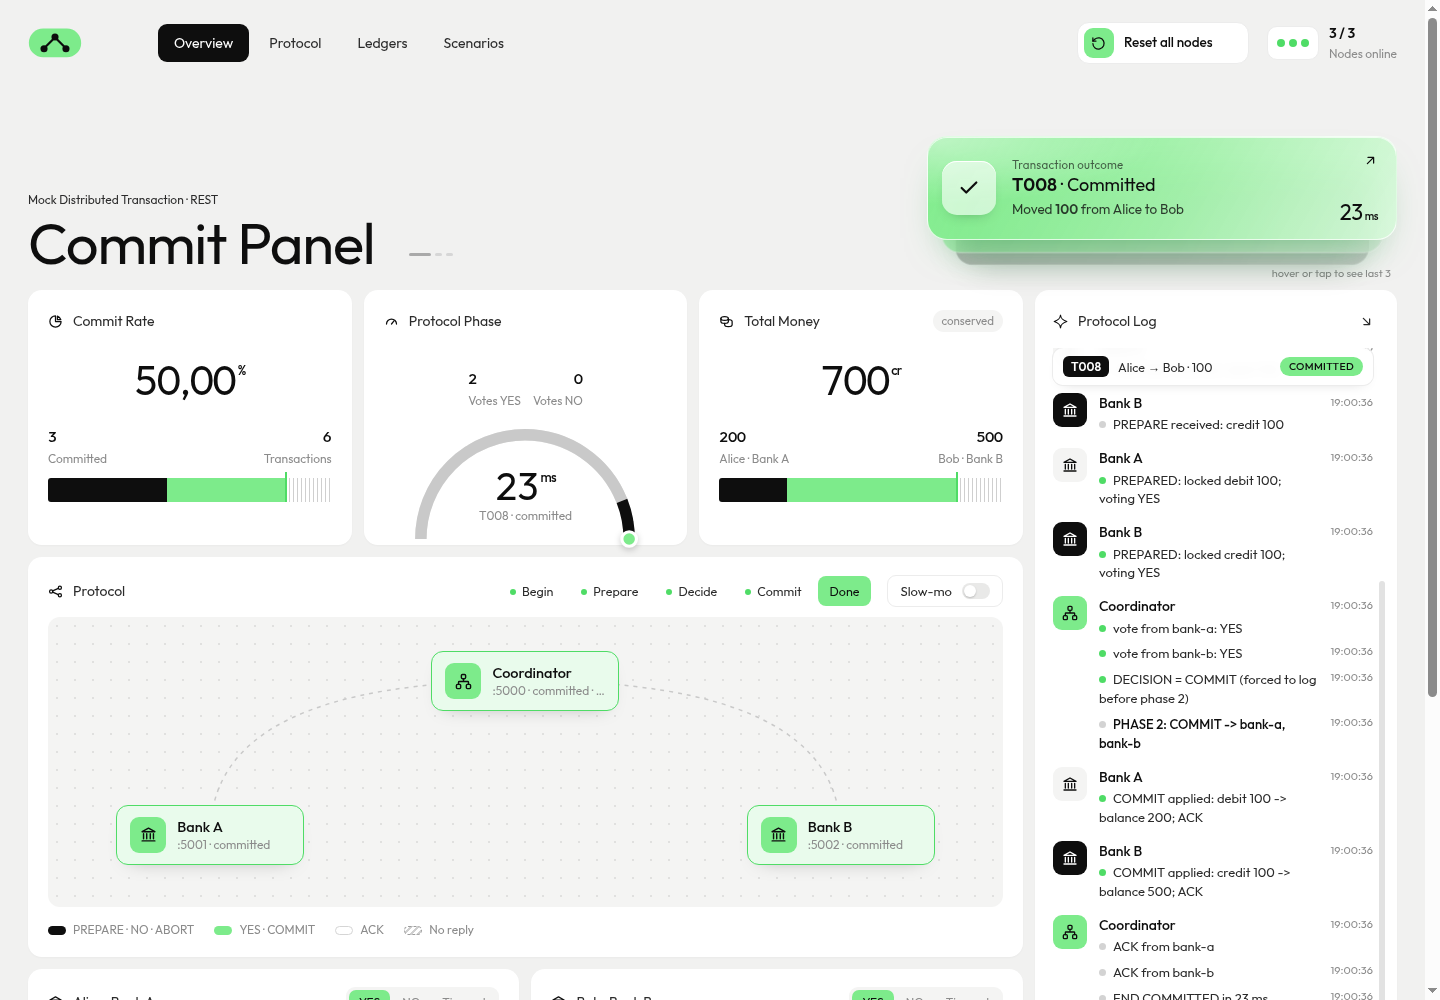 Overview
Protocol
Ledgers
Scenarios
Reset all nodes
3 / 3
Nodes online
Mock Distributed Transaction · REST
Commit Panel
Transaction outcome
T008 · Committed
Moved 100 from Alice to Bob
23 ms
hover or tap to see last 3
Commit Rate
50,00%
3
6
Committed
Transactions
Protocol Phase
2
0
Votes YES
Votes NO
23 ms
T008 · committed
Total Money
conserved
700 cr
200
500
Alice · Bank A
Bob · Bank B
Protocol
Begin
Prepare
Decide
Commit
Done
Slow-mo
Coordinator
:5000 · committed · ...
Bank A
:5001 · committed
Bank B
:5002 · committed
PREPARE · NO · ABORT
YES · COMMIT
ACK
No reply
Protocol Log
T008 Alice → Bob · 100 COMMITTED
Bank B 19:00:36
PREPARE received: credit 100
Bank A 19:00:36
PREPARED: locked debit 100;
voting YES
Bank B 19:00:36
PREPARED: locked credit 100;
voting YES
Coordinator 19:00:36
vote from bank-a: YES
vote from bank-b: YES 19:00:36
DECISION = COMMIT (forced to log 19:00:36
before phase 2)
PHASE 2: COMMIT -> bank-a, 19:00:36
bank-b
Bank A 19:00:36
COMMIT applied: debit 100 ->
balance 200; ACK
Bank B 19:00:36
COMMIT applied: credit 100 ->
balance 500; ACK
Coordinator 19:00:36
ACK from bank-a
ACK from bank-b 19:00:36
END COMMITTED in 23 ms 19:00:36